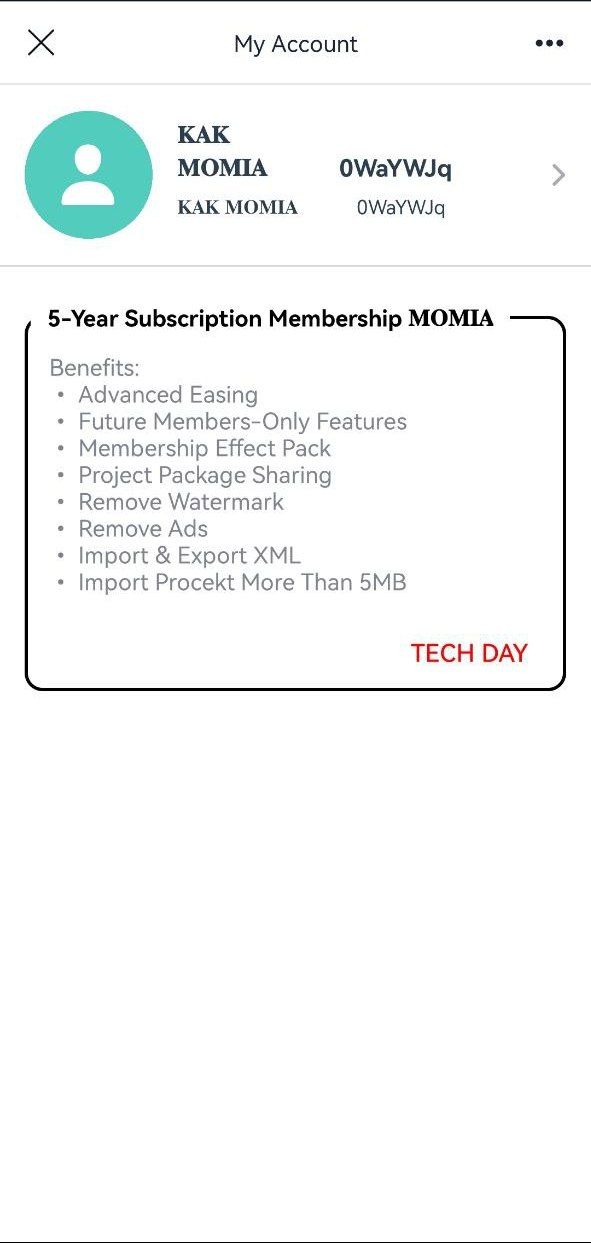 My Account
KAK
MOMIA
0WaYWJq
KAK MOMIA
0WaYWJq
5-Year Subscription Membership MOMIA
Benefits:
• Advanced Easing
• Future Members-Only Features
• Membership Effect Pack
• Project Package Sharing
• Remove Watermark
• Remove Ads
• Import & Export XML
• Import Procekt More Than 5MB
TECH DAY